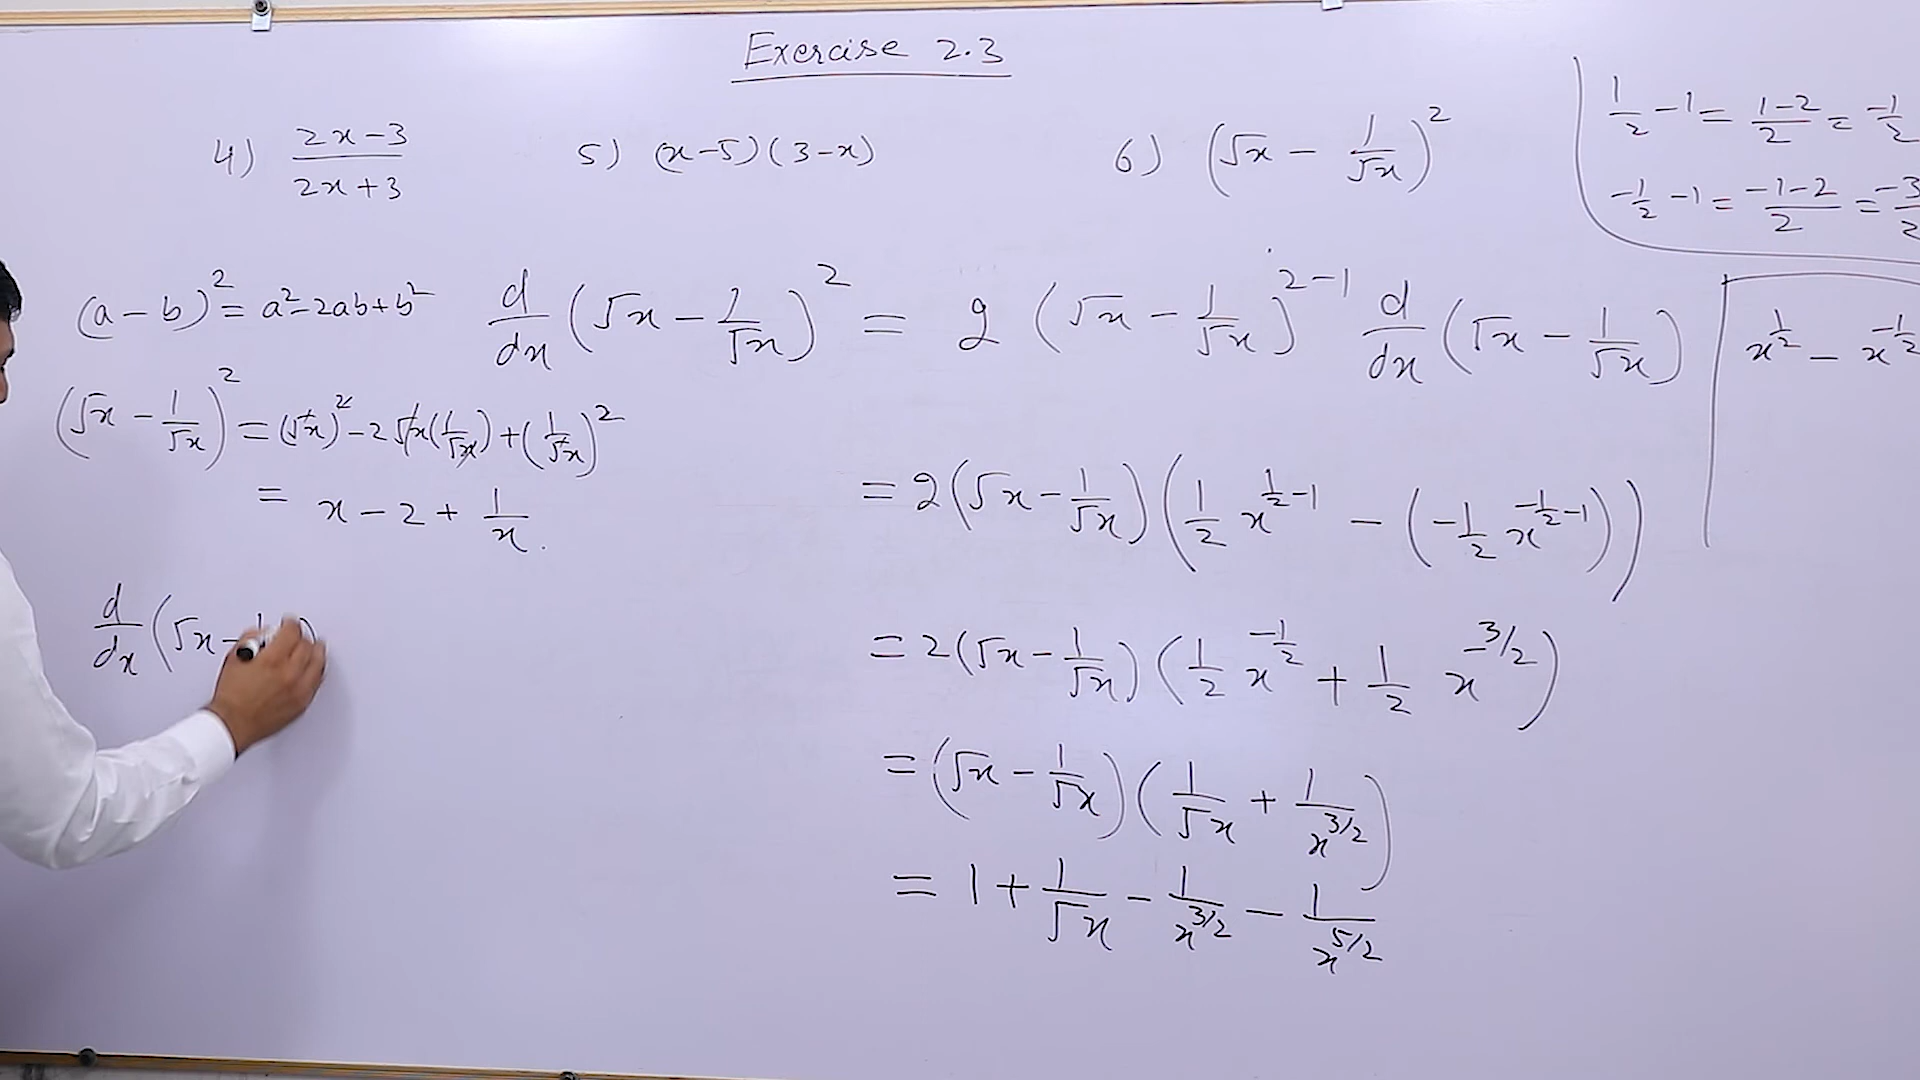 Exercise 2.3
4) (2x-3)/(2x+3)
5) (x-5)(3-x)
6) (√x - 1/√x)²
1/2 - 1 = (1-2)/2 = -1/2
-1/2 - 1 = (-1-2)/2 = -3/2
(a-b)² = a² - 2ab + b²
(√x - 1/√x)² = (√x)² - 2√x(1/√x) + (1/√x)²
= x - 2 + 1/x.
d/dx (√x -
d/dx (√x - 1/√x)² = 2 (√x - 1/√x)²⁻¹ d/dx (√x - 1/√x)
x^(1/2) - x^(-1/2)
= 2(√x - 1/√x)(1/2 x^(1/2-1) - (-1/2 x^(-1/2-1)))
= 2(√x - 1/√x)(1/2 x^(-1/2) + 1/2 x^(-3/2))
= (√x - 1/√x)(1/√x + 1/x^(3/2))
= 1 + 1/√x - 1/x^(3/2) - 1/x^(5/2)